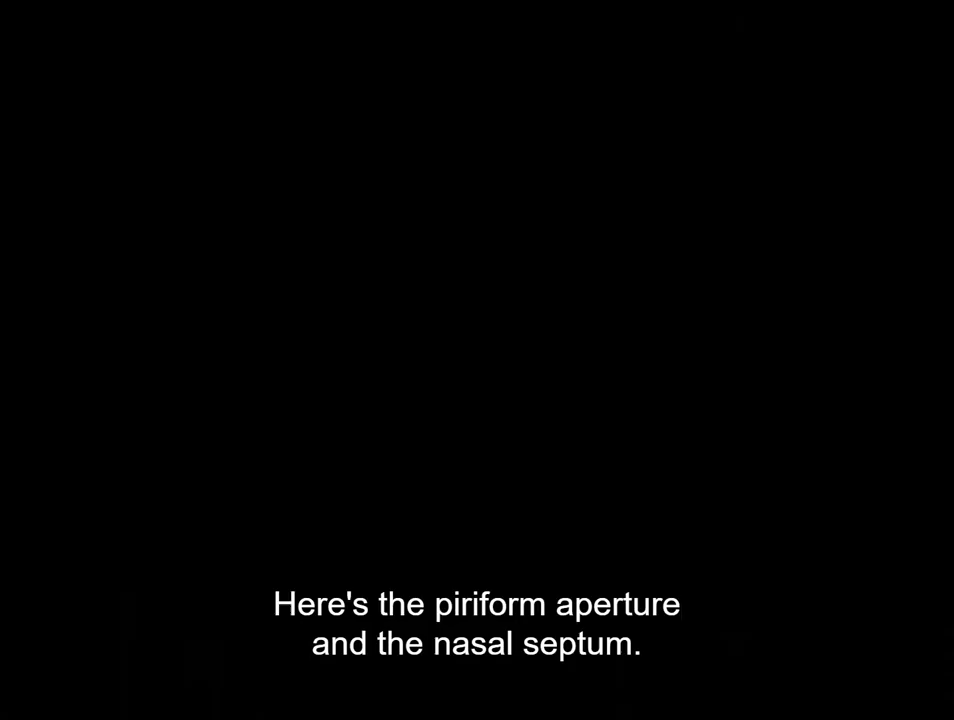 Here's the piriform aperture
and the nasal septum.